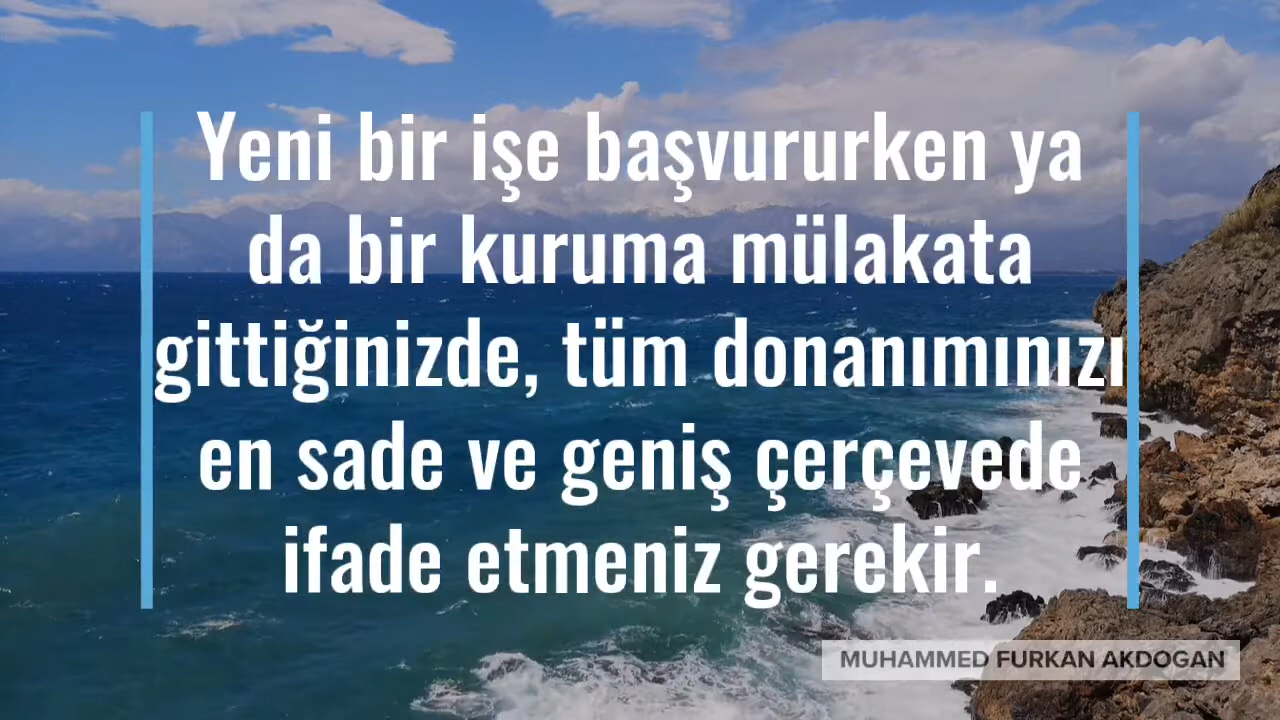 Yeni bir işe başvururken ya
da bir kuruma mülakata
gittiğinizde, tüm donanımınızı
en sade ve geniş çerçevede
ifade etmeniz gerekir.
MUHAMMED FURKAN AKDOGAN